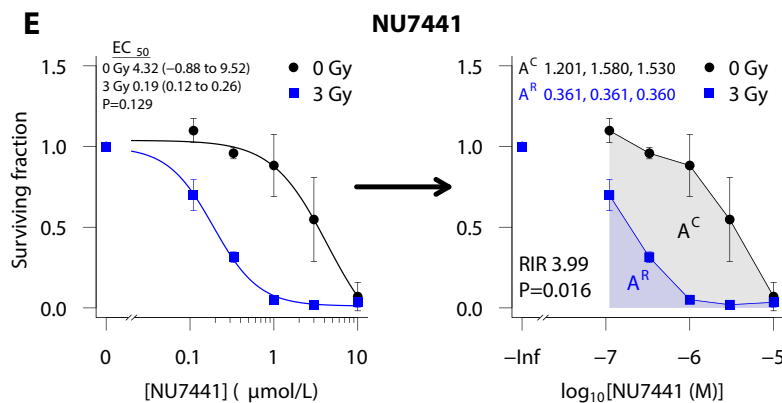 E
NU7441
EC 50
0 Gy 4.32 (−0.88 to 9.52)
3 Gy 0.19 (0.12 to 0.26)
P=0.129
0 Gy
3 Gy
1.5
1.0
0.5
0.0
Surviving fraction
0
0.1
1
10
[NU7441] ( μmol/L)
A^C 1.201, 1.580, 1.530
A^R 0.361, 0.361, 0.360
0 Gy
3 Gy
1.5
1.0
0.5
0.0
A^C
A^R
RIR 3.99
P=0.016
−Inf
−7
−6
−5
log10[NU7441 (M)]